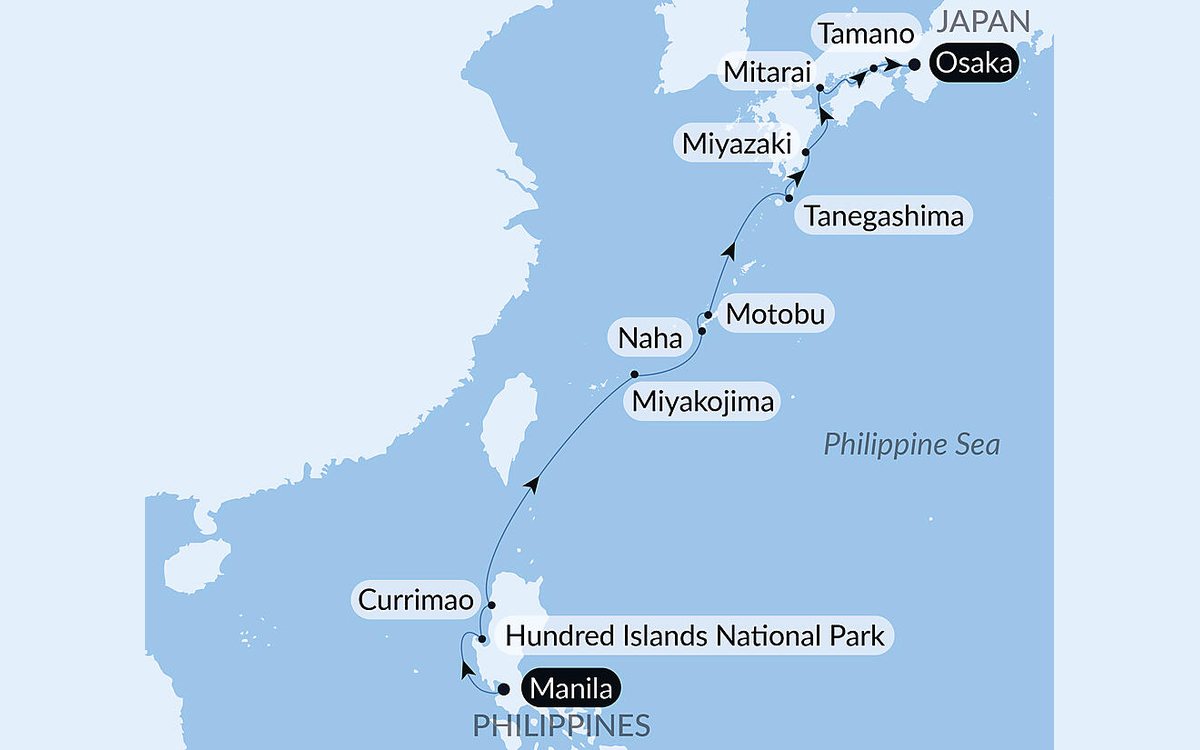 JAPAN
Tamano
Osaka
Mitarai
Miyazaki
Tanegashima
Motobu
Naha
Miyakojima
Philippine Sea
Currimao
Hundred Islands National Park
Manila
PHILIPPINES